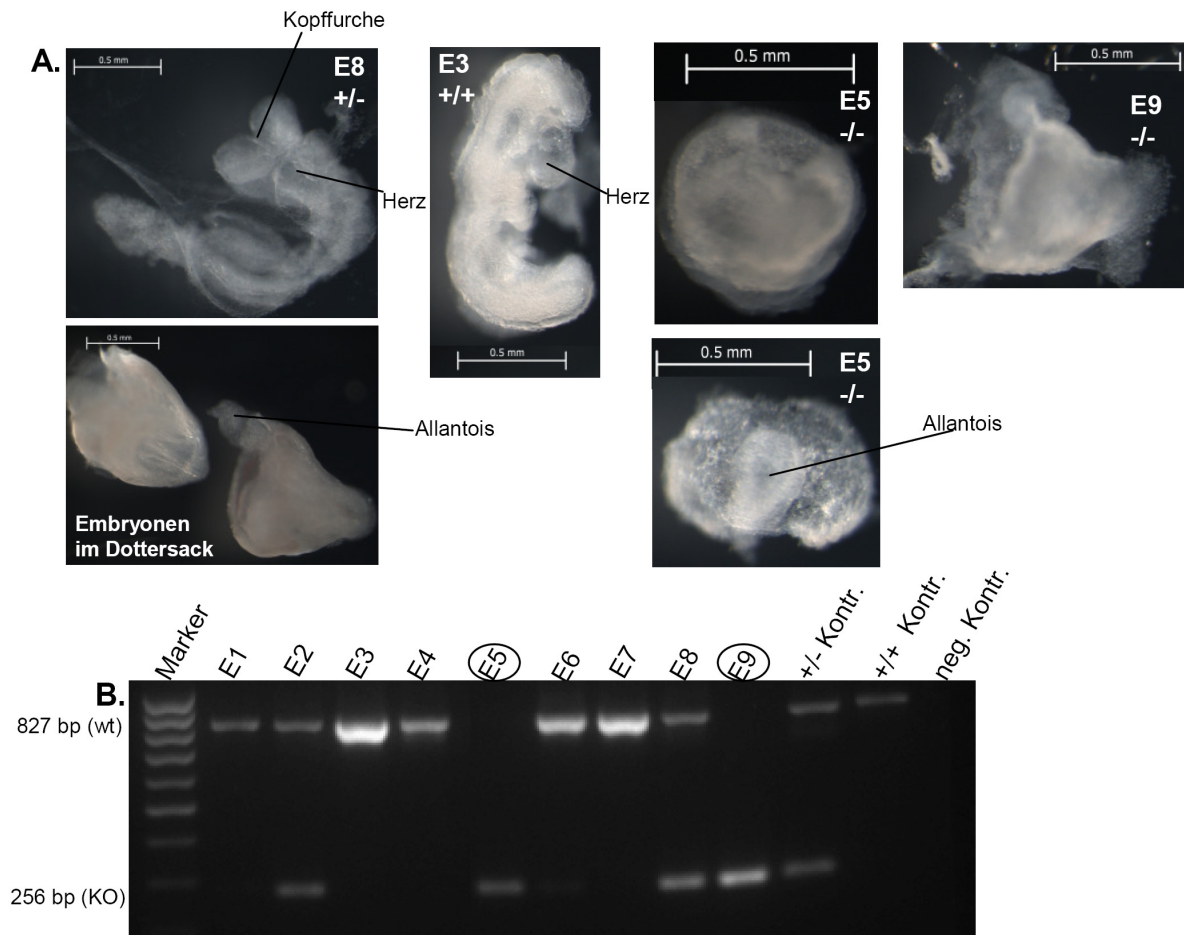 Kopffurche
A.
0.5 mm
E8
+/-
Herz
E3
+/+
Herz
0.5 mm
0.5 mm
E5
-/-
0.5 mm
E9
-/-
0.5 mm
Allantois
Embryonen
im Dottersack
0.5 mm
E5
-/-
Allantois
B.
Marker
E1
E2
E3
E4
E5
E6
E7
E8
E9
+/- Kontr.
+/+ Kontr.
neg. Kontr.
827 bp (wt)
256 bp (KO)